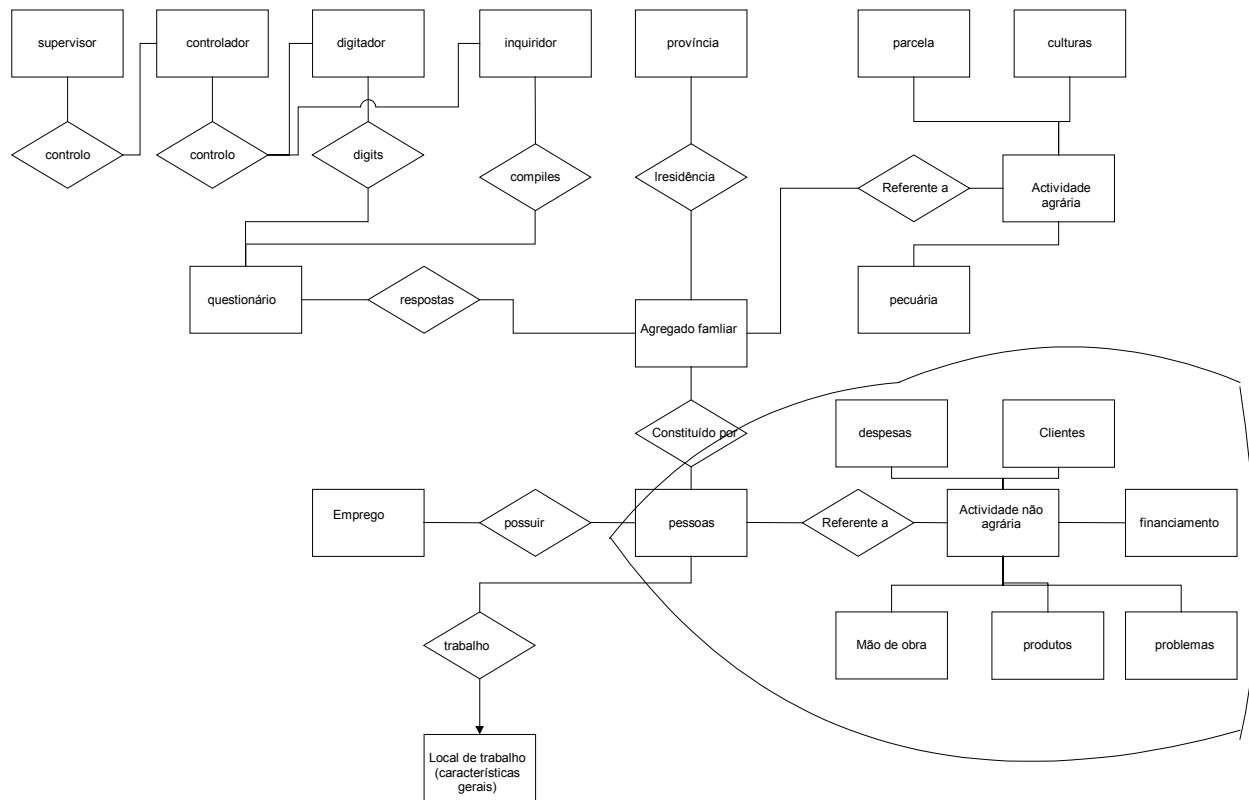 supervisor
controlador
digitador
inquiridor
província
parcela
culturas
controlo
controlo
digits
compiles
Iresidência
Referente a
Actividade
agrária
questionário
respostas
Agregado famliar
pecuária
Constituído por
despesas
Clientes
Emprego
possuir
pessoas
Referente a
Actividade não
agrária
financiamento
trabalho
Mão de obra
produtos
problemas
Local de trabalho
(características
gerais)